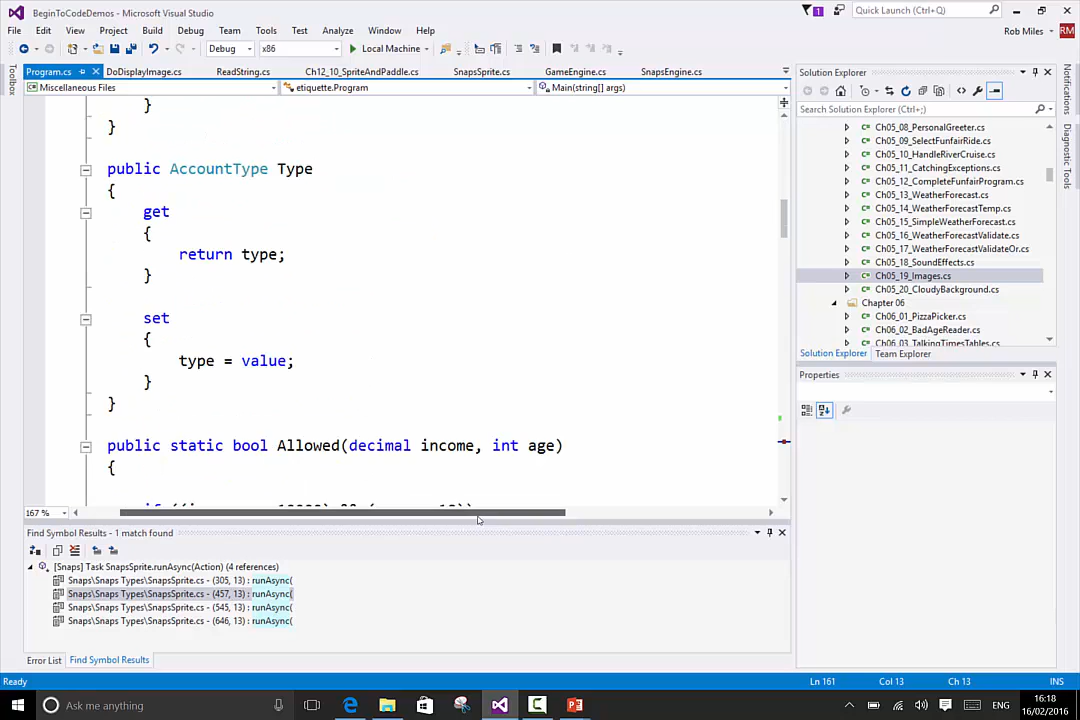 BeginToCodeDemos - Microsoft Visual Studio
1
Quick Launch (Ctrl+Q)
File Edit View Project Build Debug Team Tools Test Analyze Window Help
Rob Miles RM
Debug x86 Local Machine
Toolbox
Program.cs DoDisplayImage.cs ReadString.cs Ch12_10_SpriteAndPaddle.cs SnapsSprite.cs GameEngine.cs SnapsEngine.cs
Miscellaneous Files etiquette.Program Main(string[] args)
}
}
public AccountType Type
{
get
{
return type;
}
set
{
type = value;
}
}
public static bool Allowed(decimal income, int age)
{
167 %
Solution Explorer
Search Solution Explorer (Ctrl+;)
Ch05_08_PersonalGreeter.cs
Ch05_09_SelectFunfairRide.cs
Ch05_10_HandleRiverCruise.cs
Ch05_11_CatchingExceptions.cs
Ch05_12_CompleteFunfairProgram.cs
Ch05_13_WeatherForecast.cs
Ch05_14_WeatherForecastTemp.cs
Ch05_15_SimpleWeatherForecast.cs
Ch05_16_WeatherForecastValidate.cs
Ch05_17_WeatherForecastValidateOr.cs
Ch05_18_SoundEffects.cs
Ch05_19_Images.cs
Ch05_20_CloudyBackground.cs
Chapter 06
Ch06_01_PizzaPicker.cs
Ch06_02_BadAgeReader.cs
Ch06_03_TalkingTimesTables.cs
Solution Explorer Team Explorer
Properties
Notifications
Diagnostic Tools
Find Symbol Results - 1 match found
[Snaps] Task SnapsSprite.runAsync(Action) (4 references)
Snaps\Snaps Types\SnapsSprite.cs - (305, 13) : runAsync(
Snaps\Snaps Types\SnapsSprite.cs - (457, 13) : runAsync(
Snaps\Snaps Types\SnapsSprite.cs - (545, 13) : runAsync(
Snaps\Snaps Types\SnapsSprite.cs - (646, 13) : runAsync(
Error List Find Symbol Results
Ready Ln 161 Col 13 Ch 13 INS
Ask me anything
ENG
16:18
16/02/2016